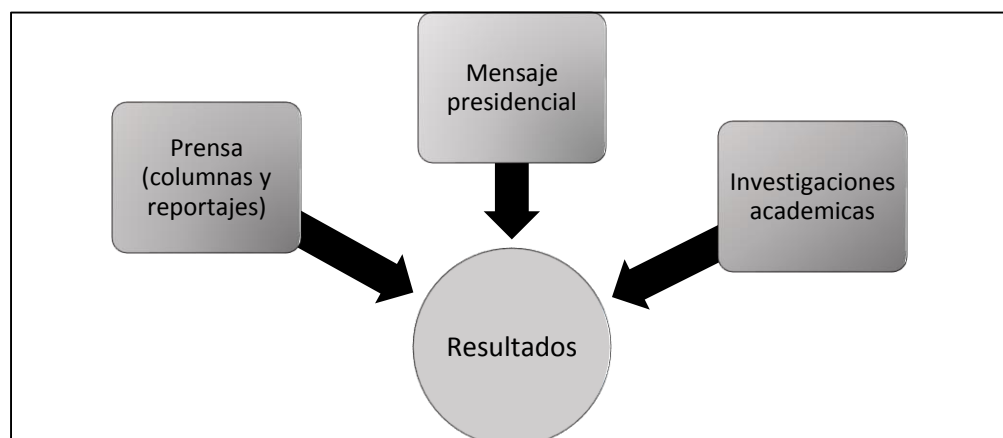 Mensaje
presidencial
Prensa
(columnas y
reportajes)
Investigaciones
academicas
Resultados